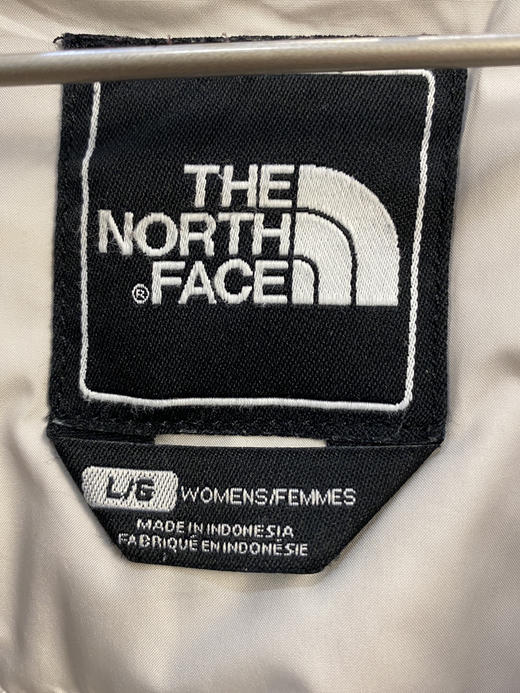 THE
NORTH
® FACE
L/G WOMENS/FEMMES
MADE IN INDONESIA
FABRIQUÉ EN INDONÉSIE